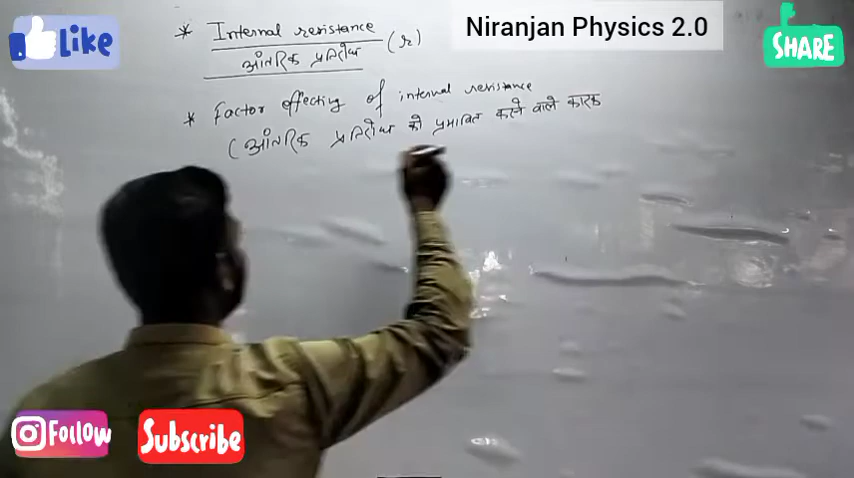 Like
Niranjan Physics 2.0
SHARE
* Internal resistance
आंतरिक प्रतिरोध (r)
* Factor effecting of internal resistance
(आंतरिक प्रतिरोध को प्रभावित करने वाले कारक
Follow
Subscribe